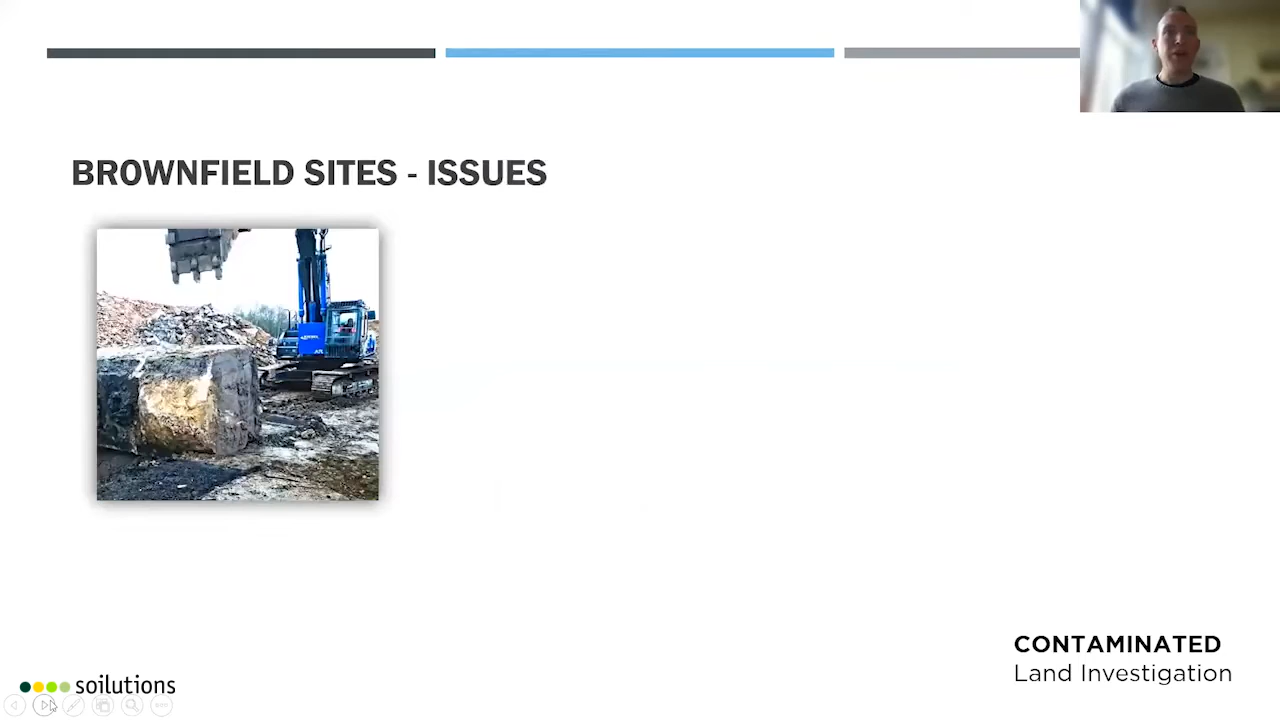 BROWNFIELD SITES - ISSUES
CONTAMINATED
Land Investigation
soilutions